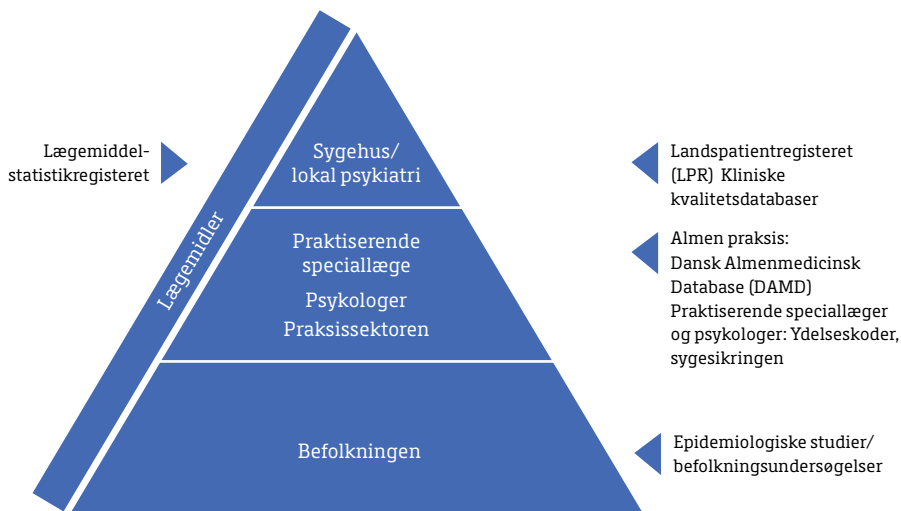 Lægemiddel-
statistikregisteret
Lægemidler
Sygehus/
lokal psykiatri
Praktiserende
speciallæge
Psykologer
Praksissektoren
Befolkningen
Landspatientregisteret
(LPR) Kliniske
kvalitetsdatabaser
Almen praksis:
Dansk Almenmedicinsk
Database (DAMD)
Praktiserende speciallæger
og psykologer: Ydelseskoder,
sygesikringen
Epidemiologiske studier/
befolkningsundersøgelser